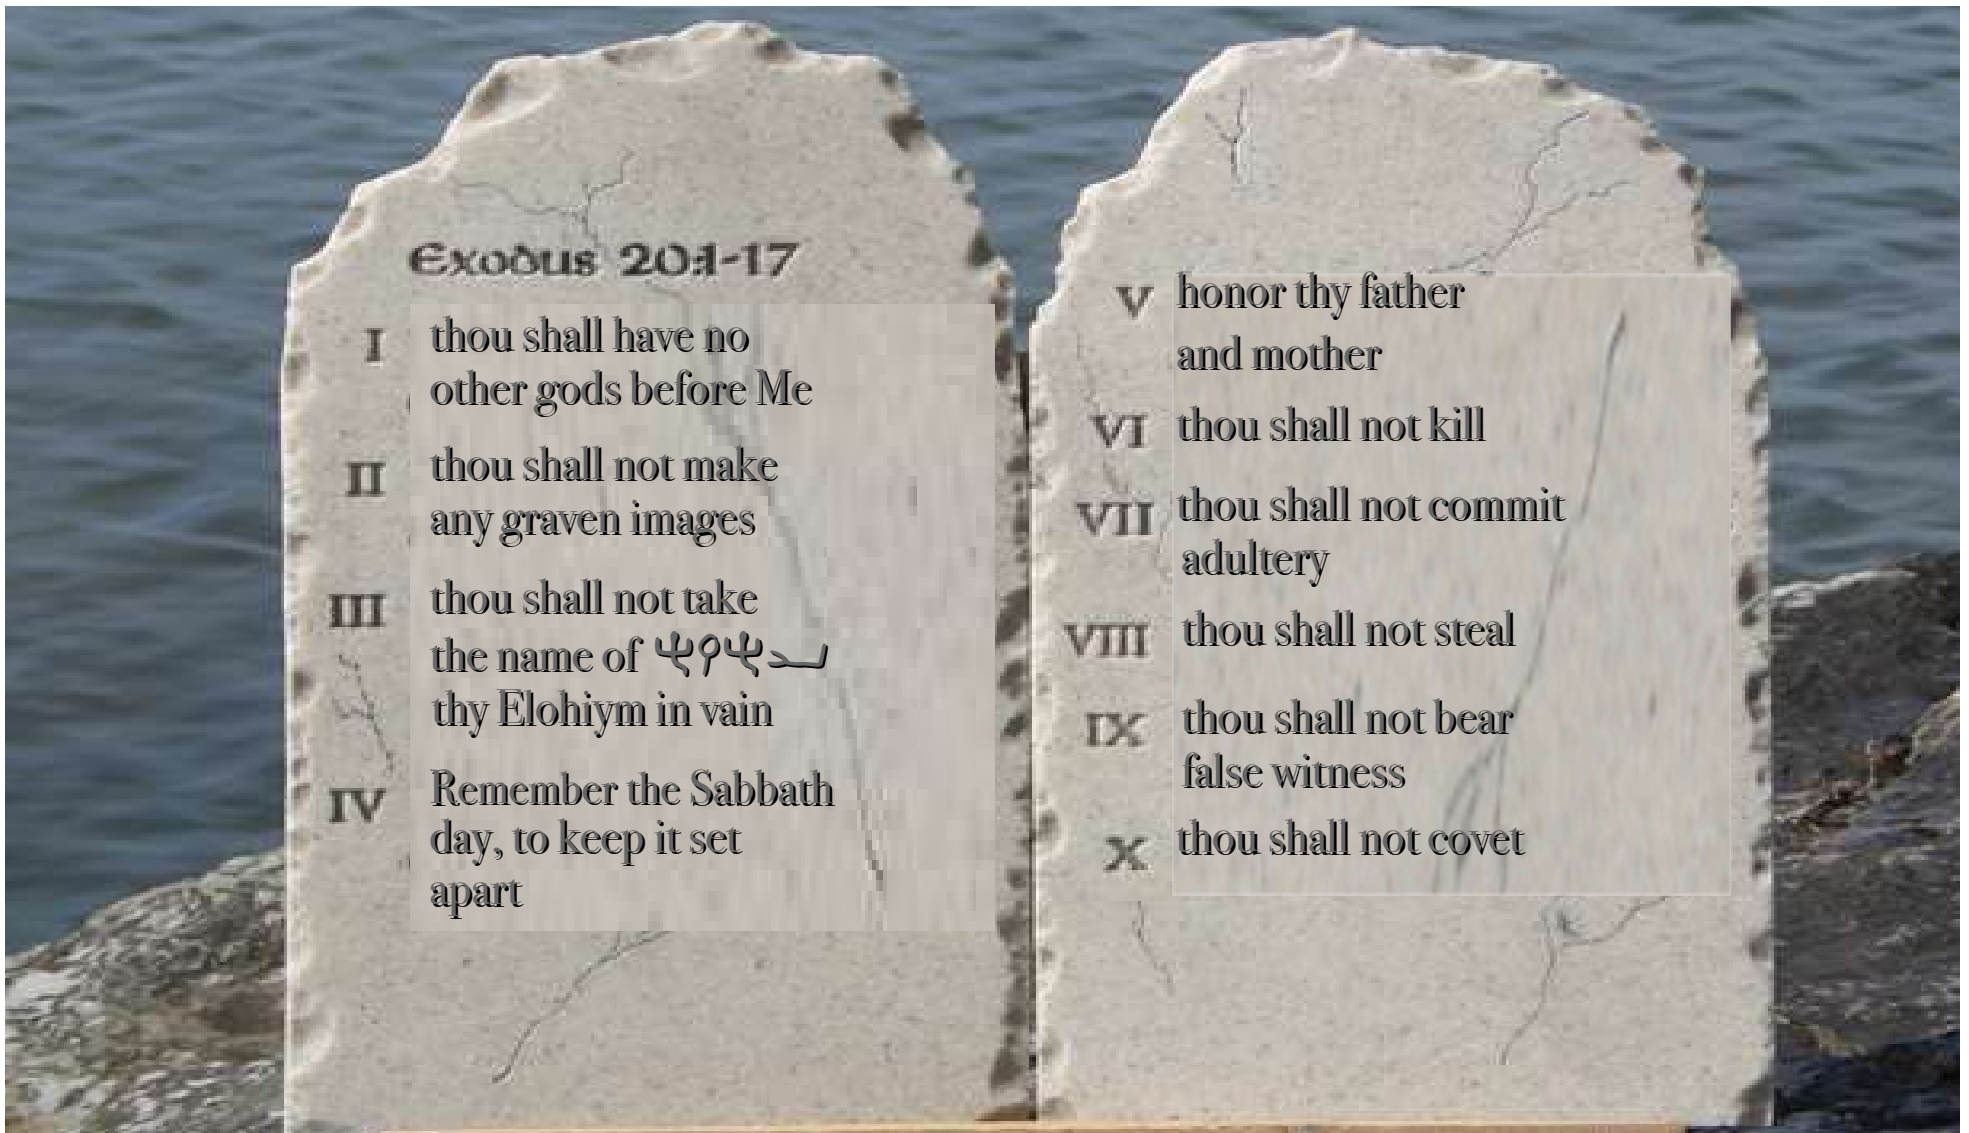 Exodus 20:1-17
I thou shall have no
other gods before Me
II thou shall not make
any graven images
III thou shall not take
the name of 𐤉𐤄𐤅𐤄
thy Elohiym in vain
IV Remember the Sabbath
day, to keep it set
apart
V honor thy father
and mother
VI thou shall not kill
VII thou shall not commit
adultery
VIII thou shall not steal
IX thou shall not bear
false witness
X thou shall not covet